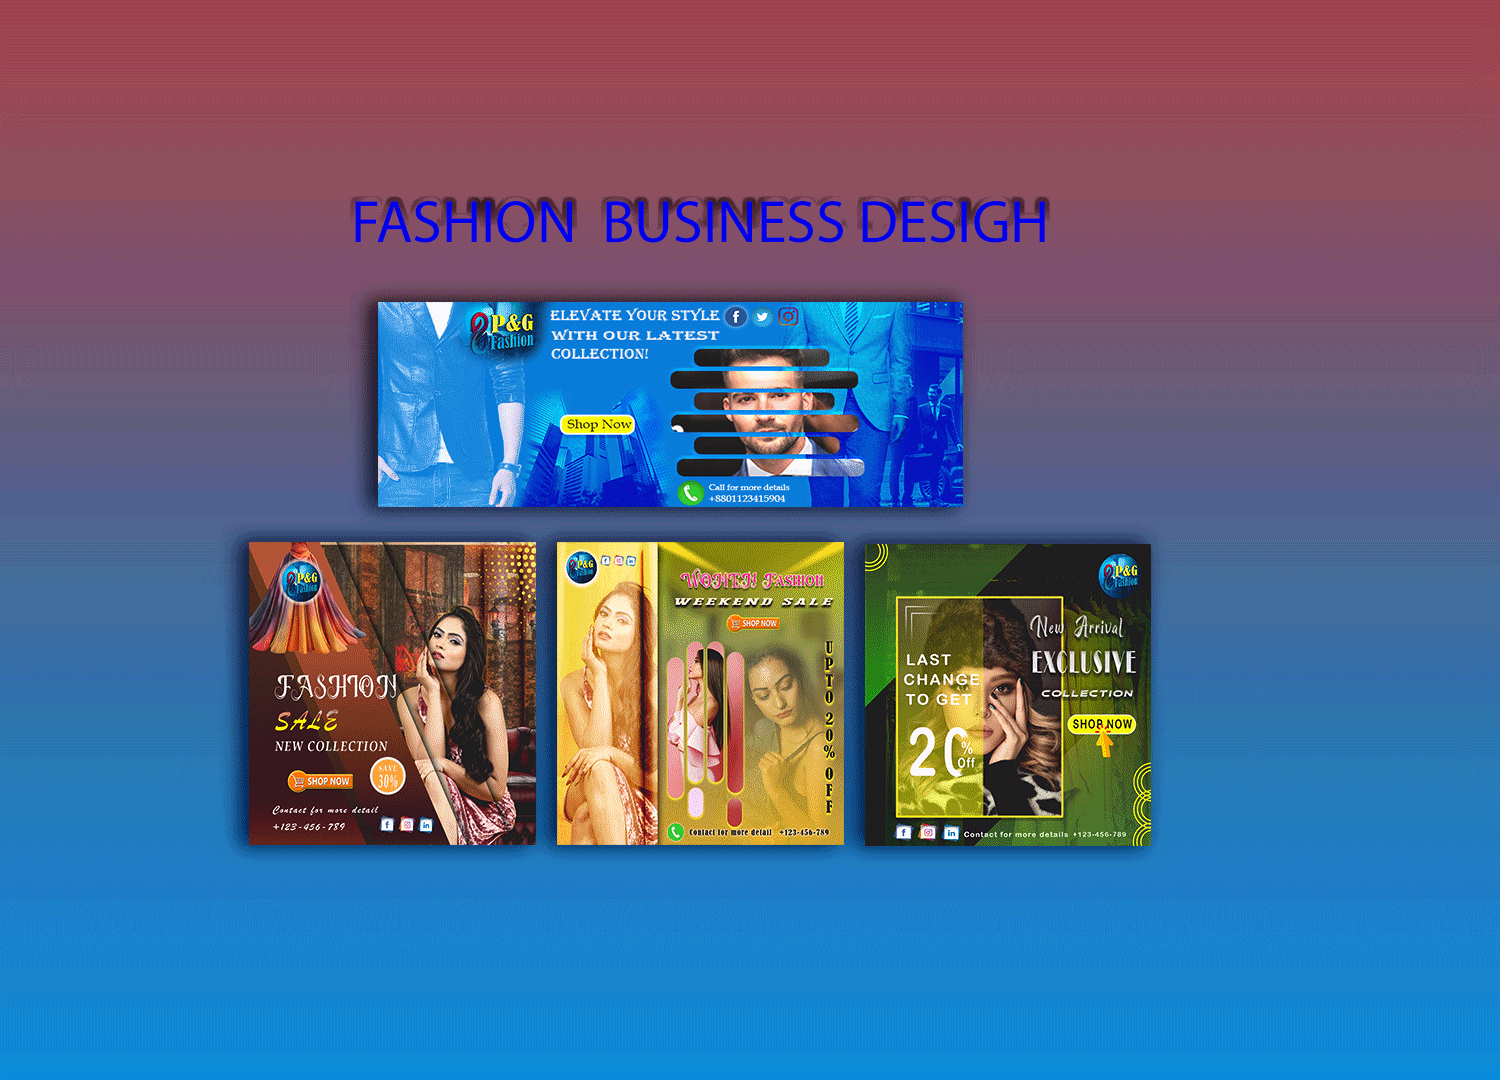 FASHION BUSINESS DESIGH
P&G
Fashion
ELEVATE YOUR STYLE
WITH OUR LATEST
COLLECTION!
Shop Now
Call for more details
+8801123415904
P&G
Fashion
FASHION
SALE
NEW COLLECTION
SHOP NOW
SAVE
30%
Contact for more detail
+123-456-789
P&G
Fashion
WOMEN FASHION
WEEKEND SALE
SHOP NOW
UPTO 20% OFF
Contact for more detail +123-456-789
P&G
Fashion
New Arrival
EXCLUSIVE
COLLECTION
SHOP NOW
LAST
CHANGE
TO GET
20% Off
Contact for more details +123-456-789